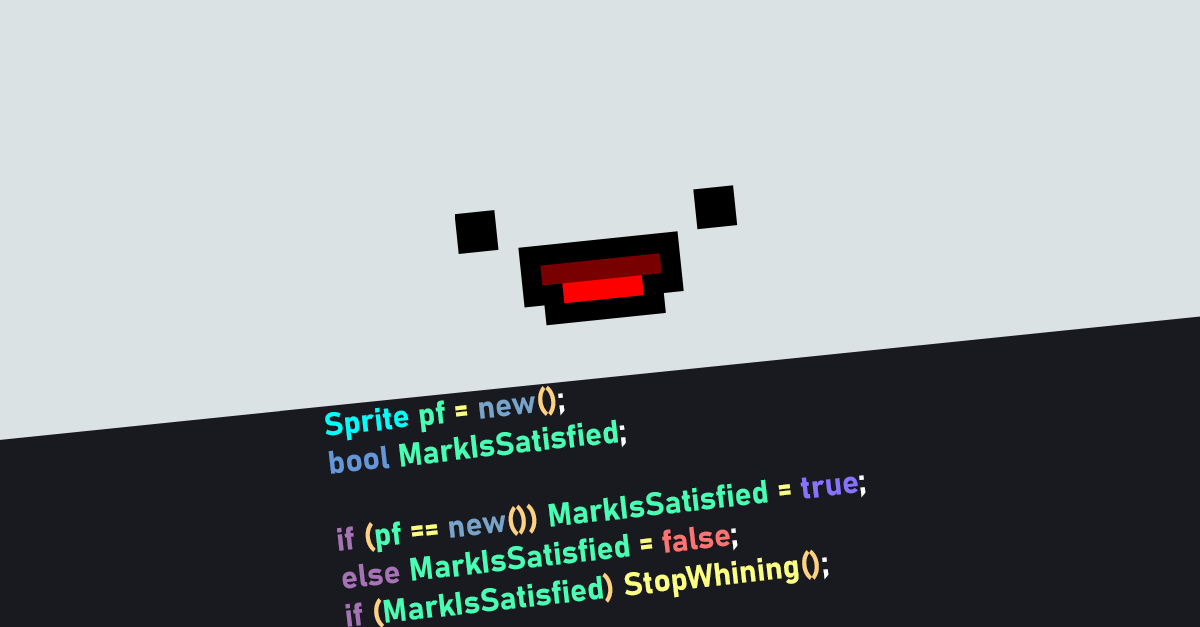 Sprite pf = new();
bool MarkIsSatisfied;
if (pf == new()) MarkIsSatisfied = true;
else MarkIsSatisfied = false;
if (MarkIsSatisfied) StopWhining();